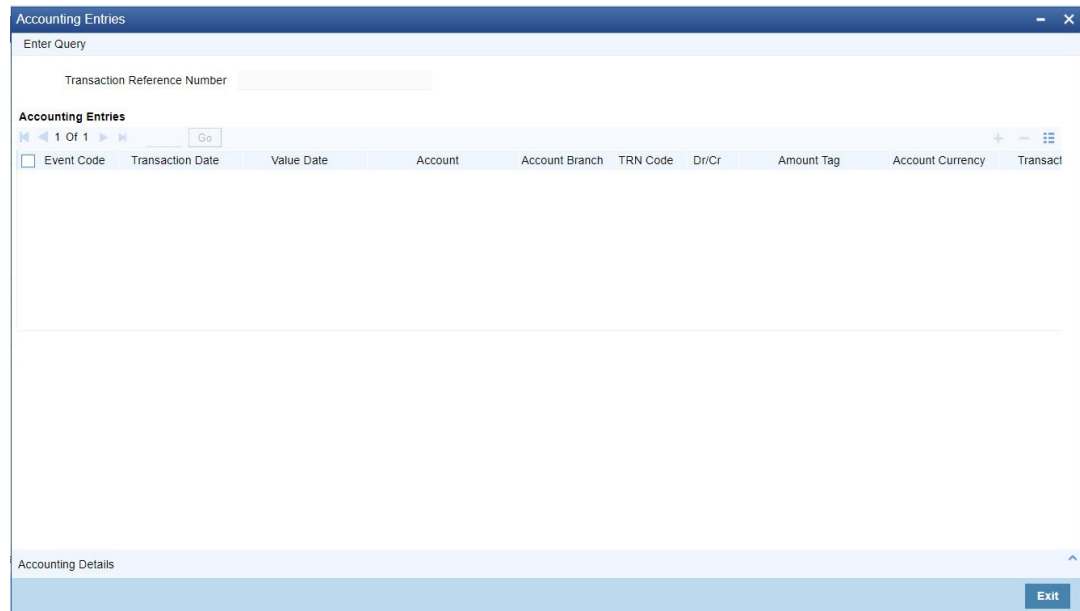 Accounting Entries
Enter Query
Transaction Reference Number
Accounting Entries
1 Of 1 Go
Event Code Transaction Date Value Date Account Account Branch TRN Code Dr/Cr Amount Tag Account Currency Transact
Accounting Details
Exit